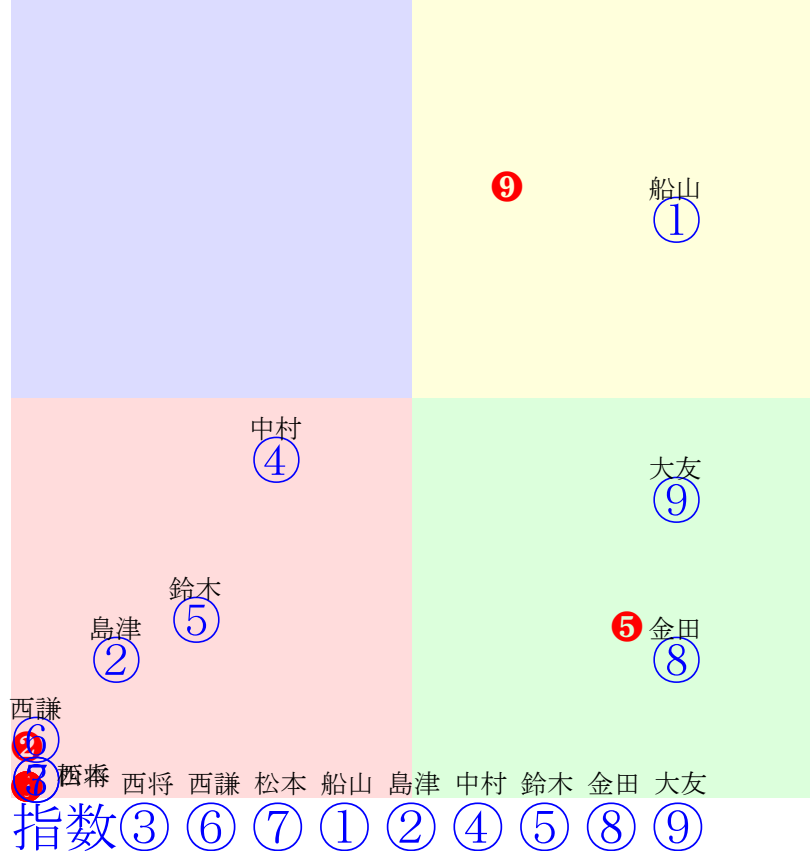 ❾ 船山
①
中村
④
大友
⑨
鈴木
⑤
島津 ❺ 金田
② ⑧
西謙
⑥
西将 西謙 松本 船山 島津 中村 鈴木 金田 大友
指数③⑥⑦①②④⑤⑧⑨